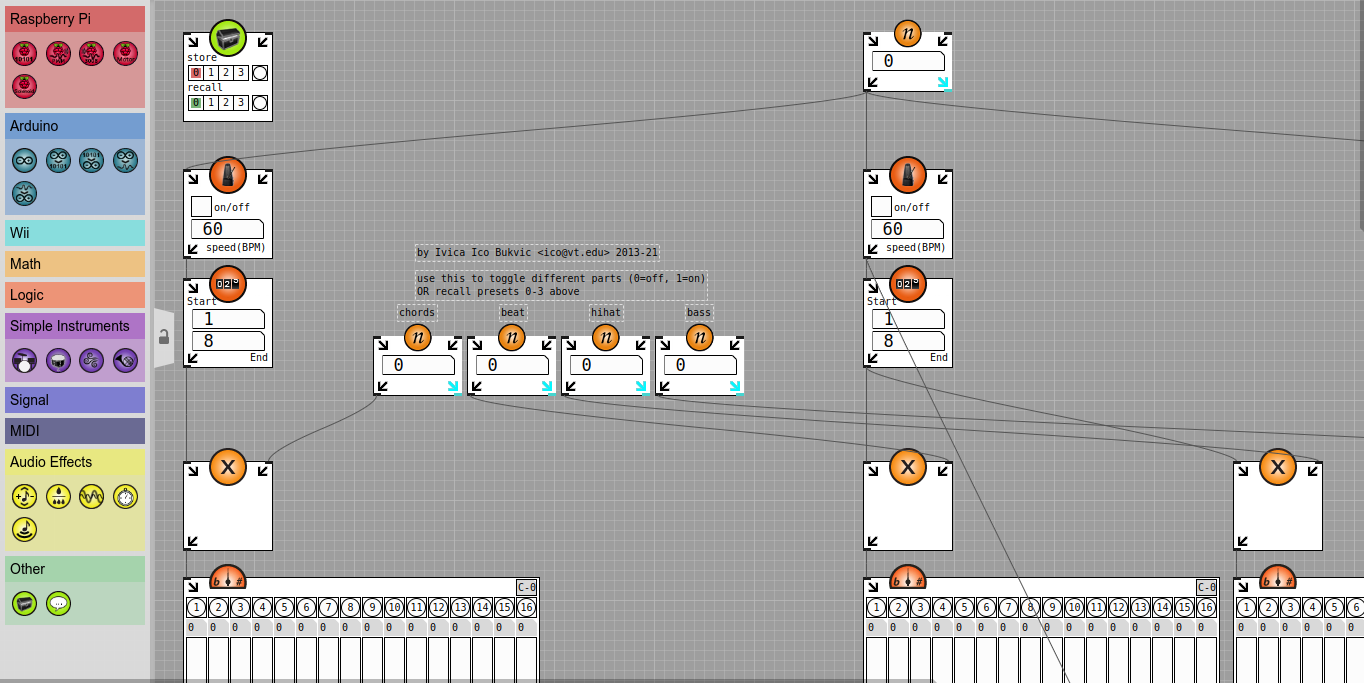 Raspberry Pi
Arduino
Wii
Math
Logic
Simple Instruments
Signal
MIDI
Audio Effects
Other
store
0 1 2 3
recall
0 1 2 3
n
0
on/off
60
speed(BPM)
on/off
60
speed(BPM)
by Ivica Ico Bukvic <ico@vt.edu> 2013-21
use this to toggle different parts (0=off, 1=on)
OR recall presets 0-3 above
Start
1
8
End
Start
1
8
End
chords beat hihat bass
n n n n
0 0 0 0
X X X
b # C-0 b # C-0 b #
1 2 3 4 5 6 7 8 9 10 11 12 13 14 15 16 1 2 3 4 5 6 7 8 9 10 11 12 13 14 15 16 1 2 3 4 5 6
0 0 0 0 0 0 0 0 0 0 0 0 0 0 0 0 0 0 0 0 0 0 0 0 0 0 0 0 0 0 0 0 0 0 0 0 0 0